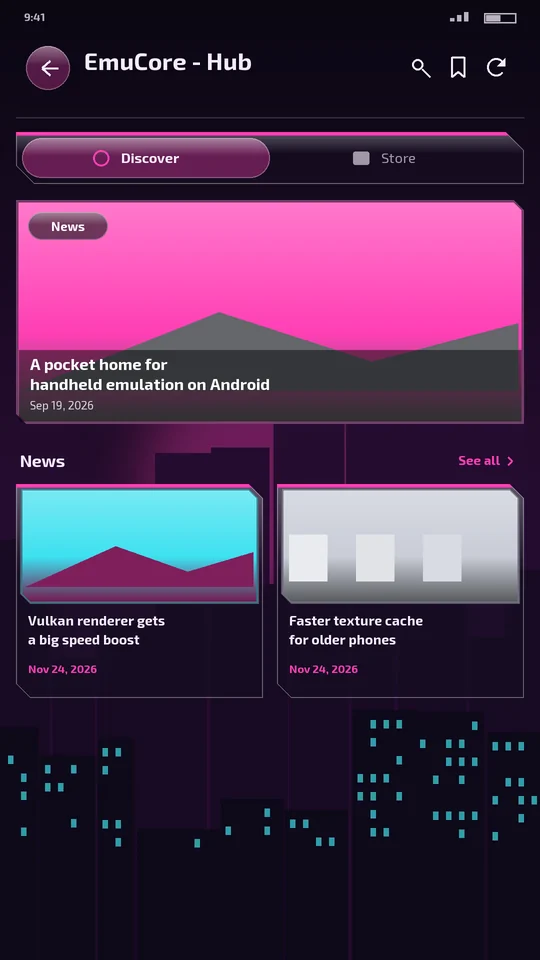 9:41
EmuCore - Hub
Discover
Store
News
A pocket home for
handheld emulation on Android
Sep 19, 2026
News
See all
Vulkan renderer gets
a big speed boost
Nov 24, 2026
Faster texture cache
for older phones
Nov 24, 2026